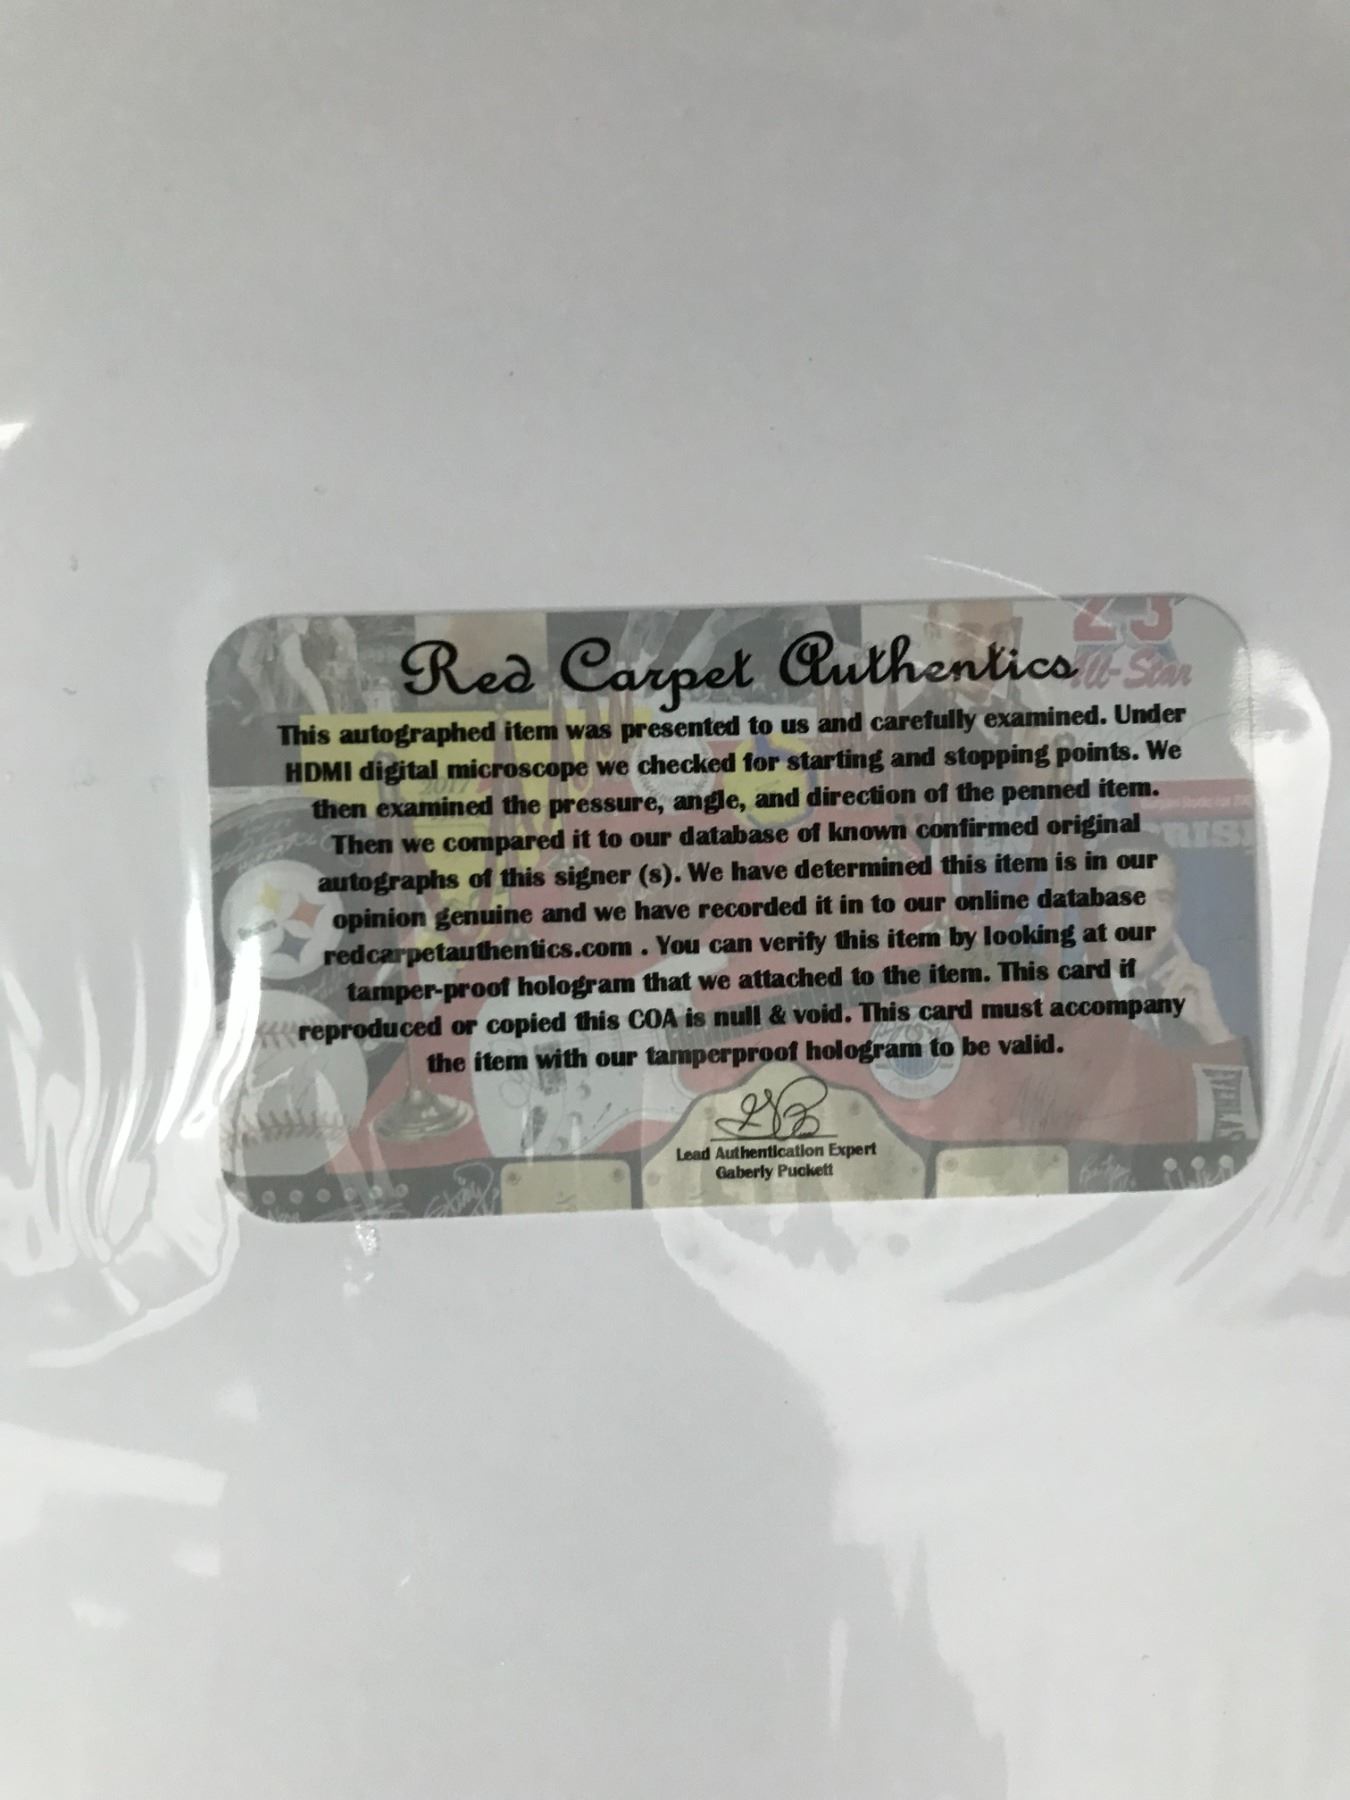 Red Carpet Authentics
23
All-Star
This autographed item was presented to us and carefully examined. Under
HDMI digital microscope we checked for starting and stopping points. We
then examined the pressure, angle, and direction of the penned item.
Then we compared it to our database of known confirmed original
autographs of this signer (s). We have determined this item is in our
opinion genuine and we have recorded it in to our online database
redcarpetauthentics.com . You can verify this item by looking at our
tamper-proof hologram that we attached to the item. This card if
reproduced or copied this COA is null & void. This card must accompany
the item with our tamperproof hologram to be valid.
2017
Lead Authentication Expert
Gaberly Puckett
EVERLAST